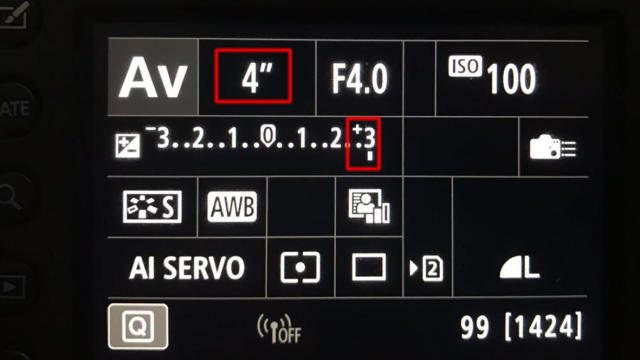 Av 4" F4.0 ISO 100
-3..2..1..0..1..2..+3
S AWB
AI SERVO 2 L
Q OFF 99 [1424]